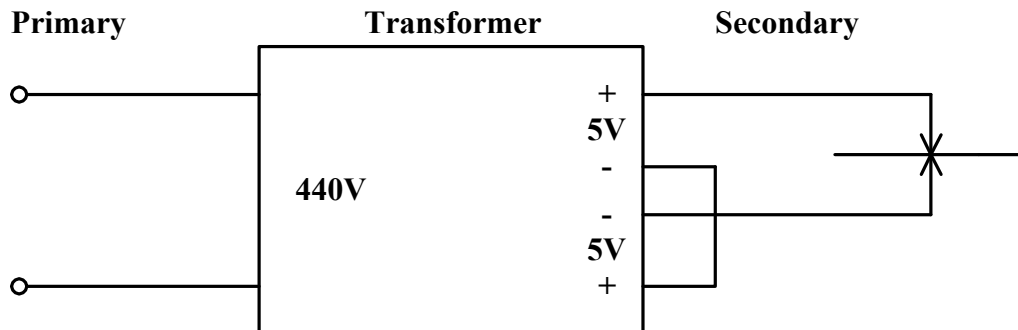 Primary Transformer Secondary
+
5V
-
440V
-
5V
+